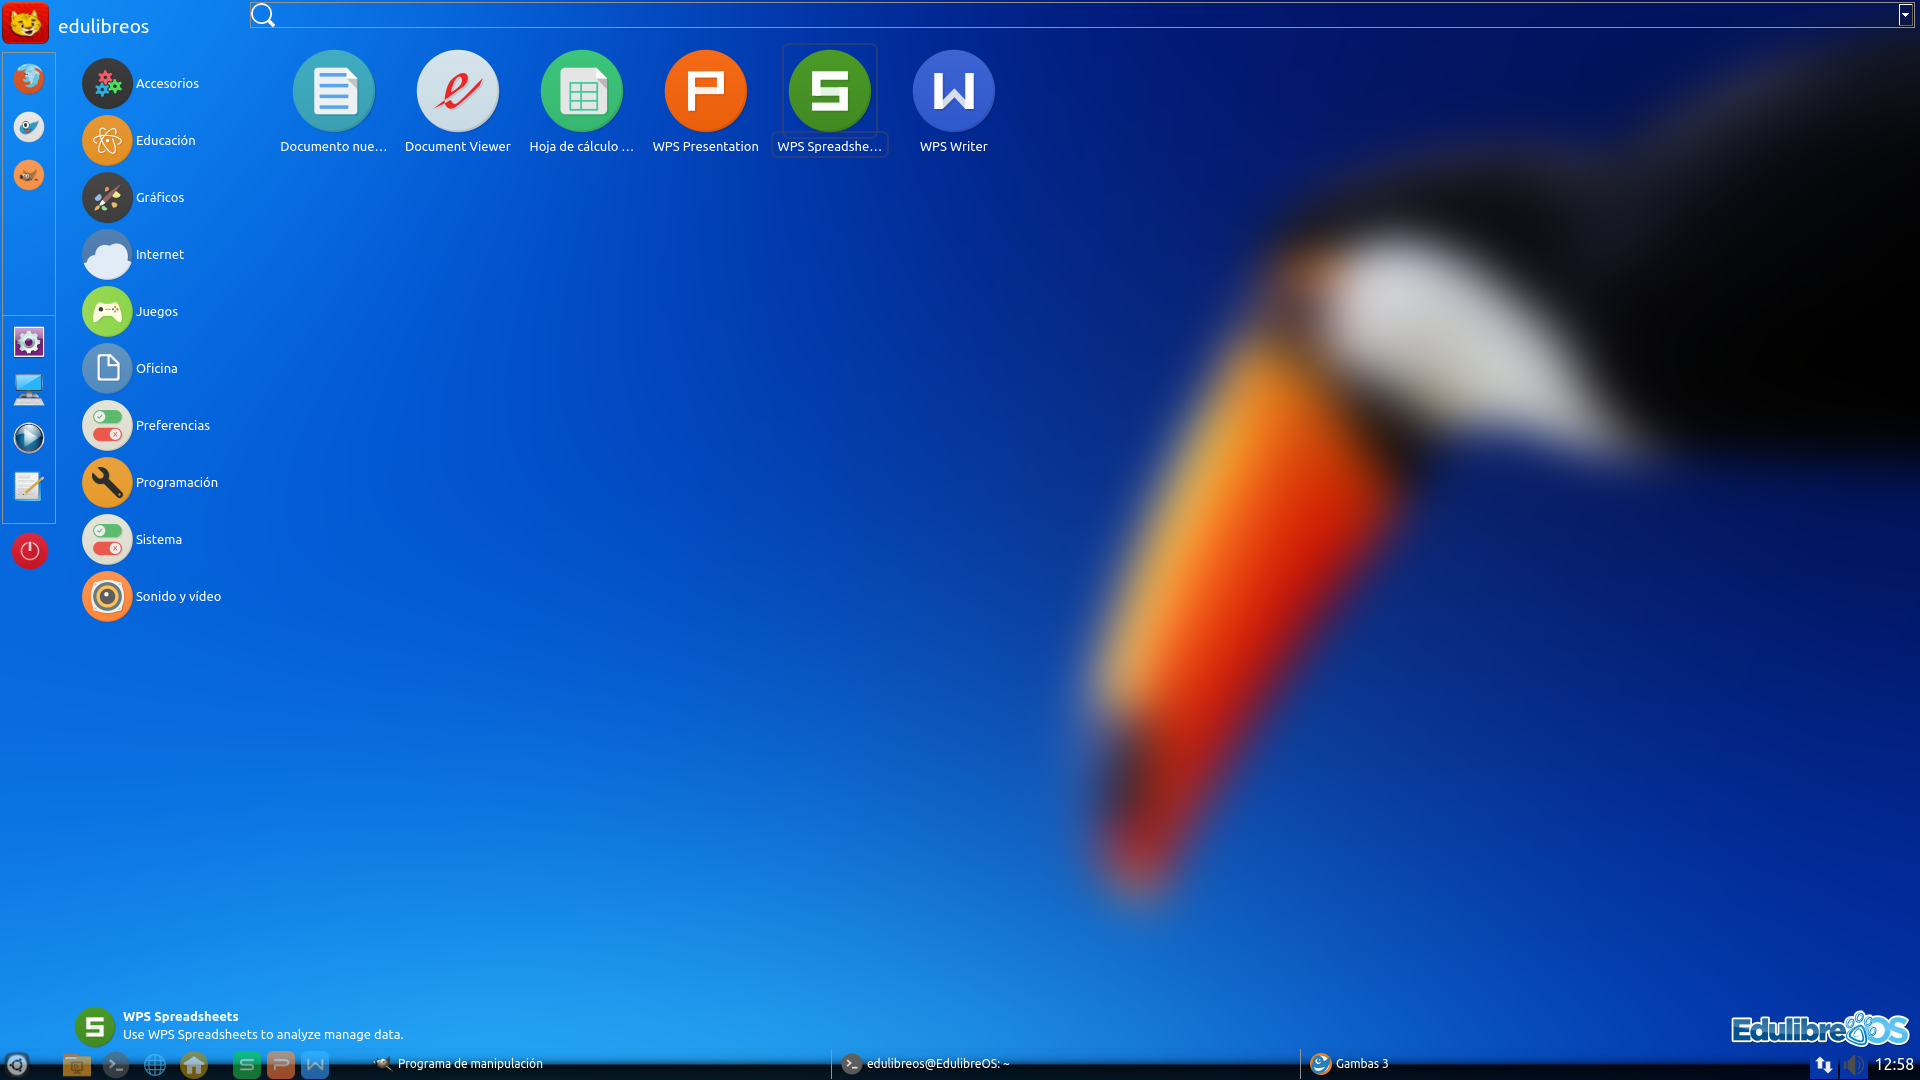 edulibreos
Accesorios
Educación
Gráficos
Internet
Juegos
Oficina
Preferencias
Programación
Sistema
Sonido y vídeo
Documento nue...
Document Viewer
Hoja de cálculo ...
WPS Presentation
WPS Spreadshe...
WPS Writer
WPS Spreadsheets
Use WPS Spreadsheets to analyze manage data.
EdulibreOS
Programa de manipulación
edulibreos@EdulibreOS: ~
Gambas 3
12:58